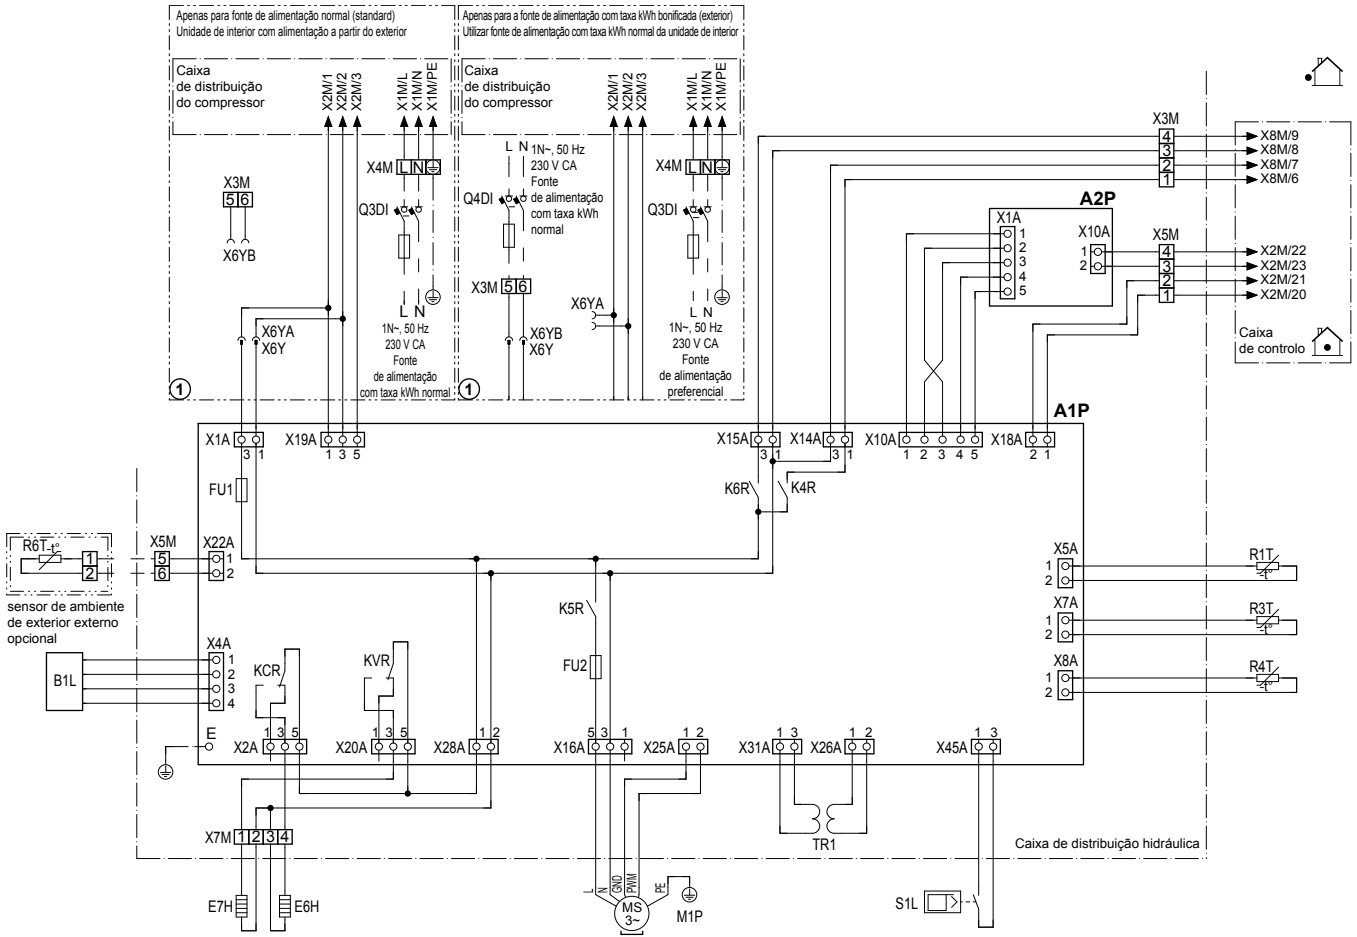 Apenas para fonte de alimentação normal (standard)
Unidade de interior com alimentação a partir do exterior
Caixa
de distribuição
do compressor
X2M/1
X2M/2
X2M/3
X1M/L
X1M/N
X1M/PE
X4M L N
X3M
5 6
X6YB
Q3DI
L N
1N~, 50 Hz
230 V CA
Fonte
de alimentação
com taxa kWh normal
X6YA
X6Y
1
Apenas para a fonte de alimentação com taxa kWh bonificada (exterior)
Utilizar fonte de alimentação com taxa kWh normal da unidade de interior
Caixa
de distribuição
do compressor
X2M/1
X2M/2
X2M/3
X1M/L
X1M/N
X1M/PE
L N 1N~, 50 Hz
230 V CA
Fonte
de alimentação
com taxa kWh
normal
X4M L N
Q4DI
Q3DI
X3M 5 6
X6YA
X6YB
X6Y
L N
1N~, 50 Hz
230 V CA
Fonte
de alimentação
preferencial
1
X3M
4 X8M/9
3 X8M/8
2 X8M/7
1 X8M/6
A2P
X1A
1
2
3
4
5
X10A
1
2
X5M
4 X2M/22
3 X2M/23
2 X2M/21
1 X2M/20
Caixa
de controlo
A1P
X1A
3 1
X19A
1 3 5
X15A
3 1
X14A
3 1
X10A
1 2 3 4 5
X18A
2 1
FU1
K6R
K4R
R6T
-t°
1
2
sensor de ambiente
de exterior externo
opcional
X5M
5
6
X22A
1
2
K5R
FU2
X5A
1
2
R1T
-t°
X7A
1
2
R3T
-t°
X8A
1
2
R4T
-t°
B1L
X4A
1
2
3
4
KCR
KVR
E
X2A
1 3 5
X20A
1 3 5
X28A
1 2
X16A
5 3 1
X25A
1 2
X31A
1 3
X26A
1 2
X45A
1 3
X7M 1 2 3 4
TR1
Caixa de distribuição hidráulica
E7H
E6H
L
N
GND
PWM
PE
MS
3~
M1P
S1L